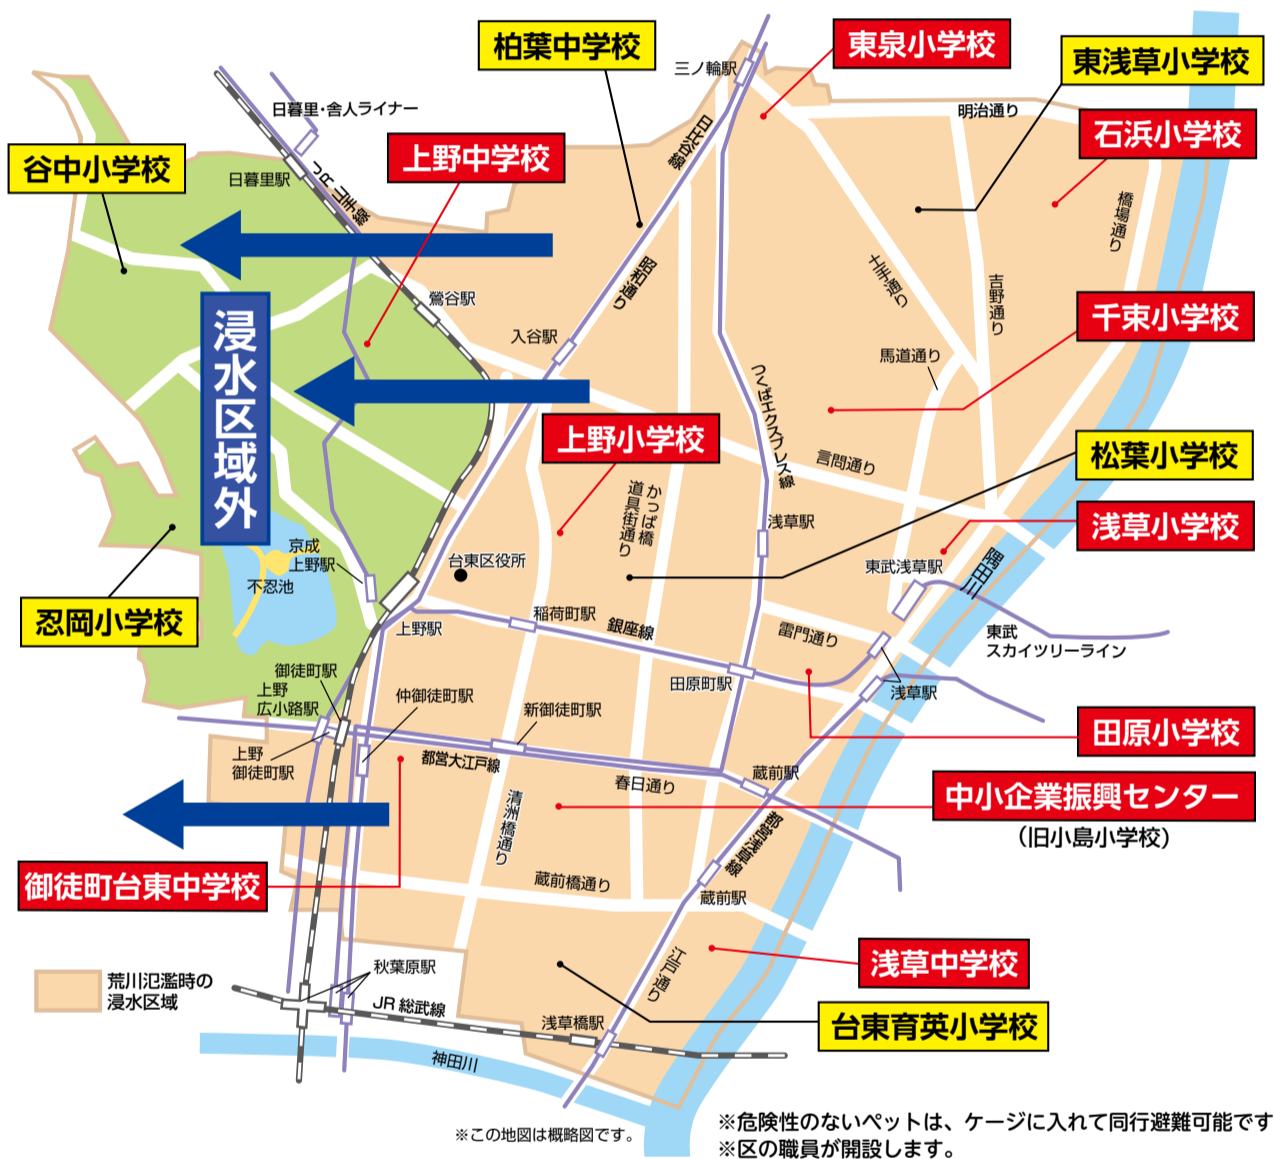 柏葉中学校
東泉小学校
東浅草小学校
三ノ輪駅
日暮里・舎人ライナー
明治通り
石浜小学校
日比谷線
上野中学校
谷中小学校
日暮里駅
JR山手線
橋場通り
昭和通り
土手通り
吉野通り
鶯谷駅
千束小学校
浸水区域外
入谷駅
馬道通り
つくばエクスプレス線
上野小学校
松葉小学校
言問通り
かっぱ橋
道具街通り
浅草駅
浅草小学校
京成
上野駅
台東区役所
東武浅草駅
隅田川
不忍池
忍岡小学校
上野駅
稲荷町駅
銀座線
雷門通り
東武
スカイツリーライン
御徒町駅
上野
広小路駅
仲御徒町駅
田原町駅
浅草駅
新御徒町駅
田原小学校
上野
御徒町駅
都営大江戸線
春日通り
蔵前駅
中小企業振興センター
（旧小島小学校）
清洲橋通り
都営浅草線
御徒町台東中学校
蔵前橋通り
蔵前駅
江戸通り
浅草中学校
荒川氾濫時の
浸水区域
秋葉原駅
JR 総武線
浅草橋駅
台東育英小学校
神田川
※この地図は概略図です。
※危険性のないペットは、ケージに入れて同行避難可能です
※区の職員が開設します。